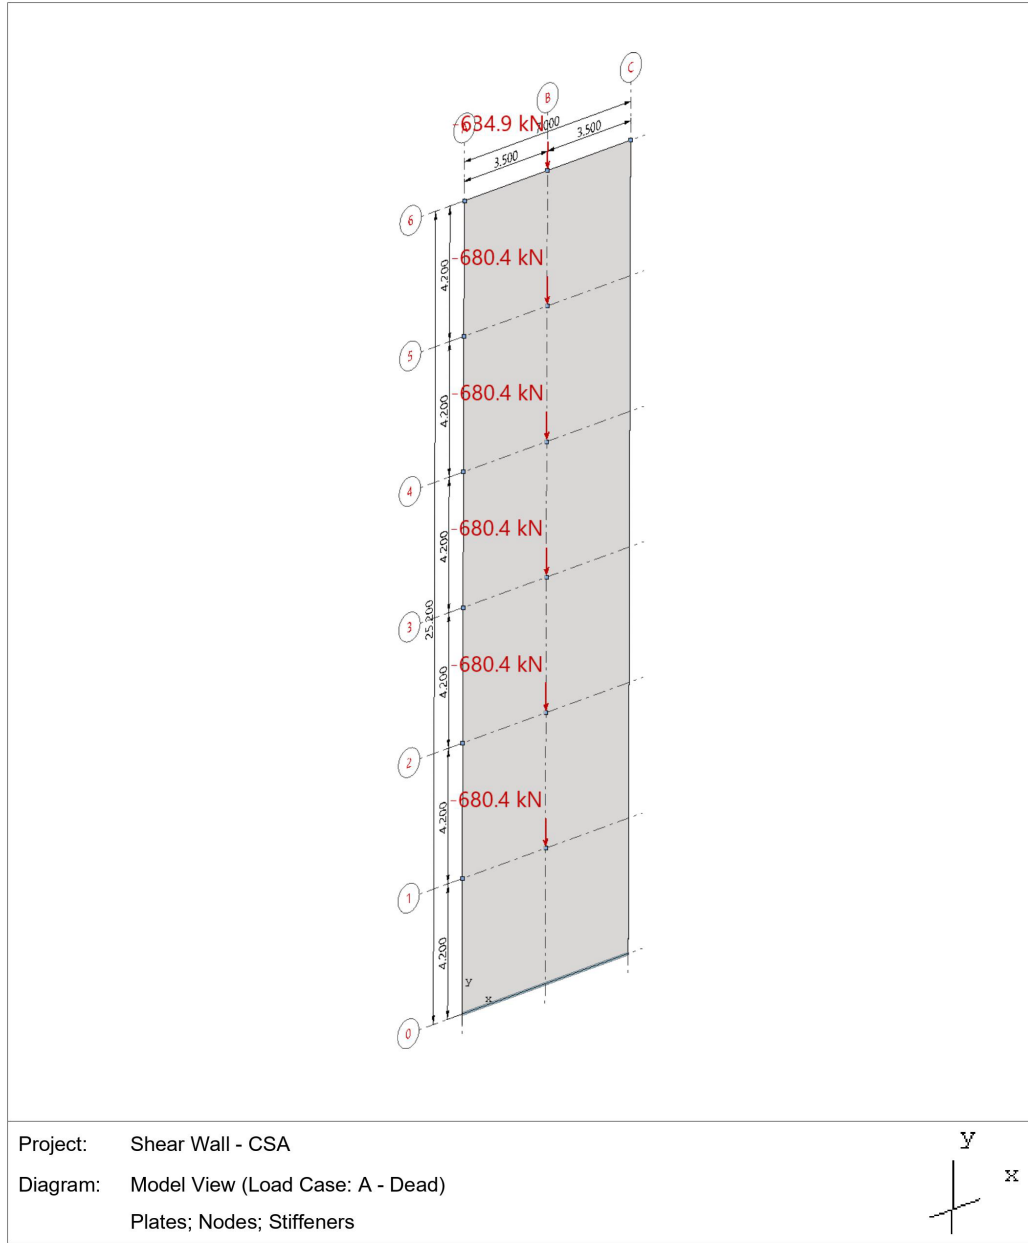 C
B
-634.9 kN
3.500
3.500
6
-680.4 kN
4.200
5
-680.4 kN
4.200
4
-680.4 kN
4.200
25.200
3
-680.4 kN
4.200
2
-680.4 kN
4.200
1
4.200
y
x
0
Project: Shear Wall - CSA
Diagram: Model View (Load Case: A - Dead)
Plates; Nodes; Stiffeners
y
x